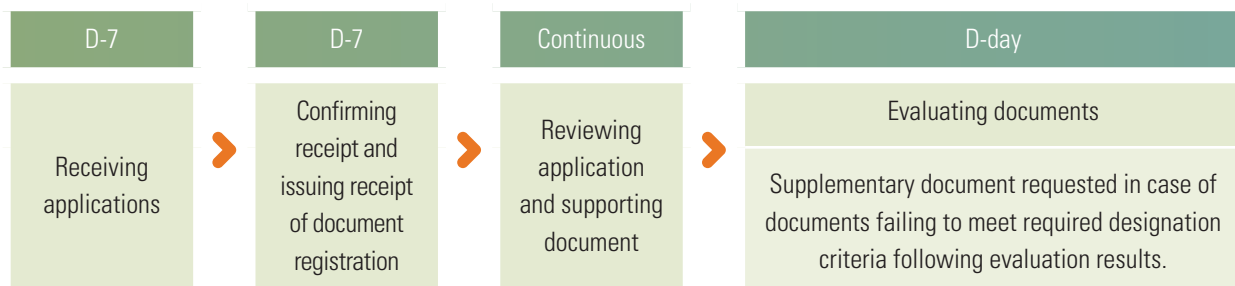 D-7
Receiving
applications
D-7
Confirming
receipt and
issuing receipt
of document
registration
Continuous
Reviewing
application
and supporting
document
D-day
Evaluating documents
Supplementary document requested in case of
documents failing to meet required designation
criteria following evaluation results.